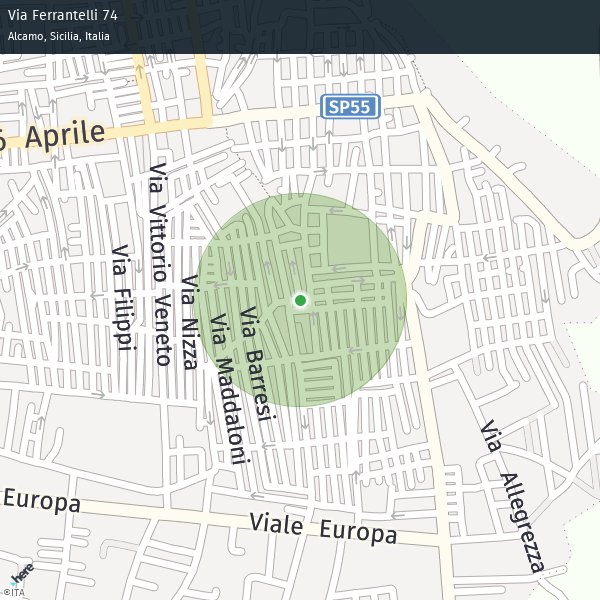 Via Ferrantelli 74
Alcamo, Sicilia, Italia
SP55
6 Aprile
Via Vittorio Veneto
Via Filippi
Via Nizza
Via Maddaloni
Via Barresi
Via Allegrezza
Europa
Viale Europa
here
©ITA